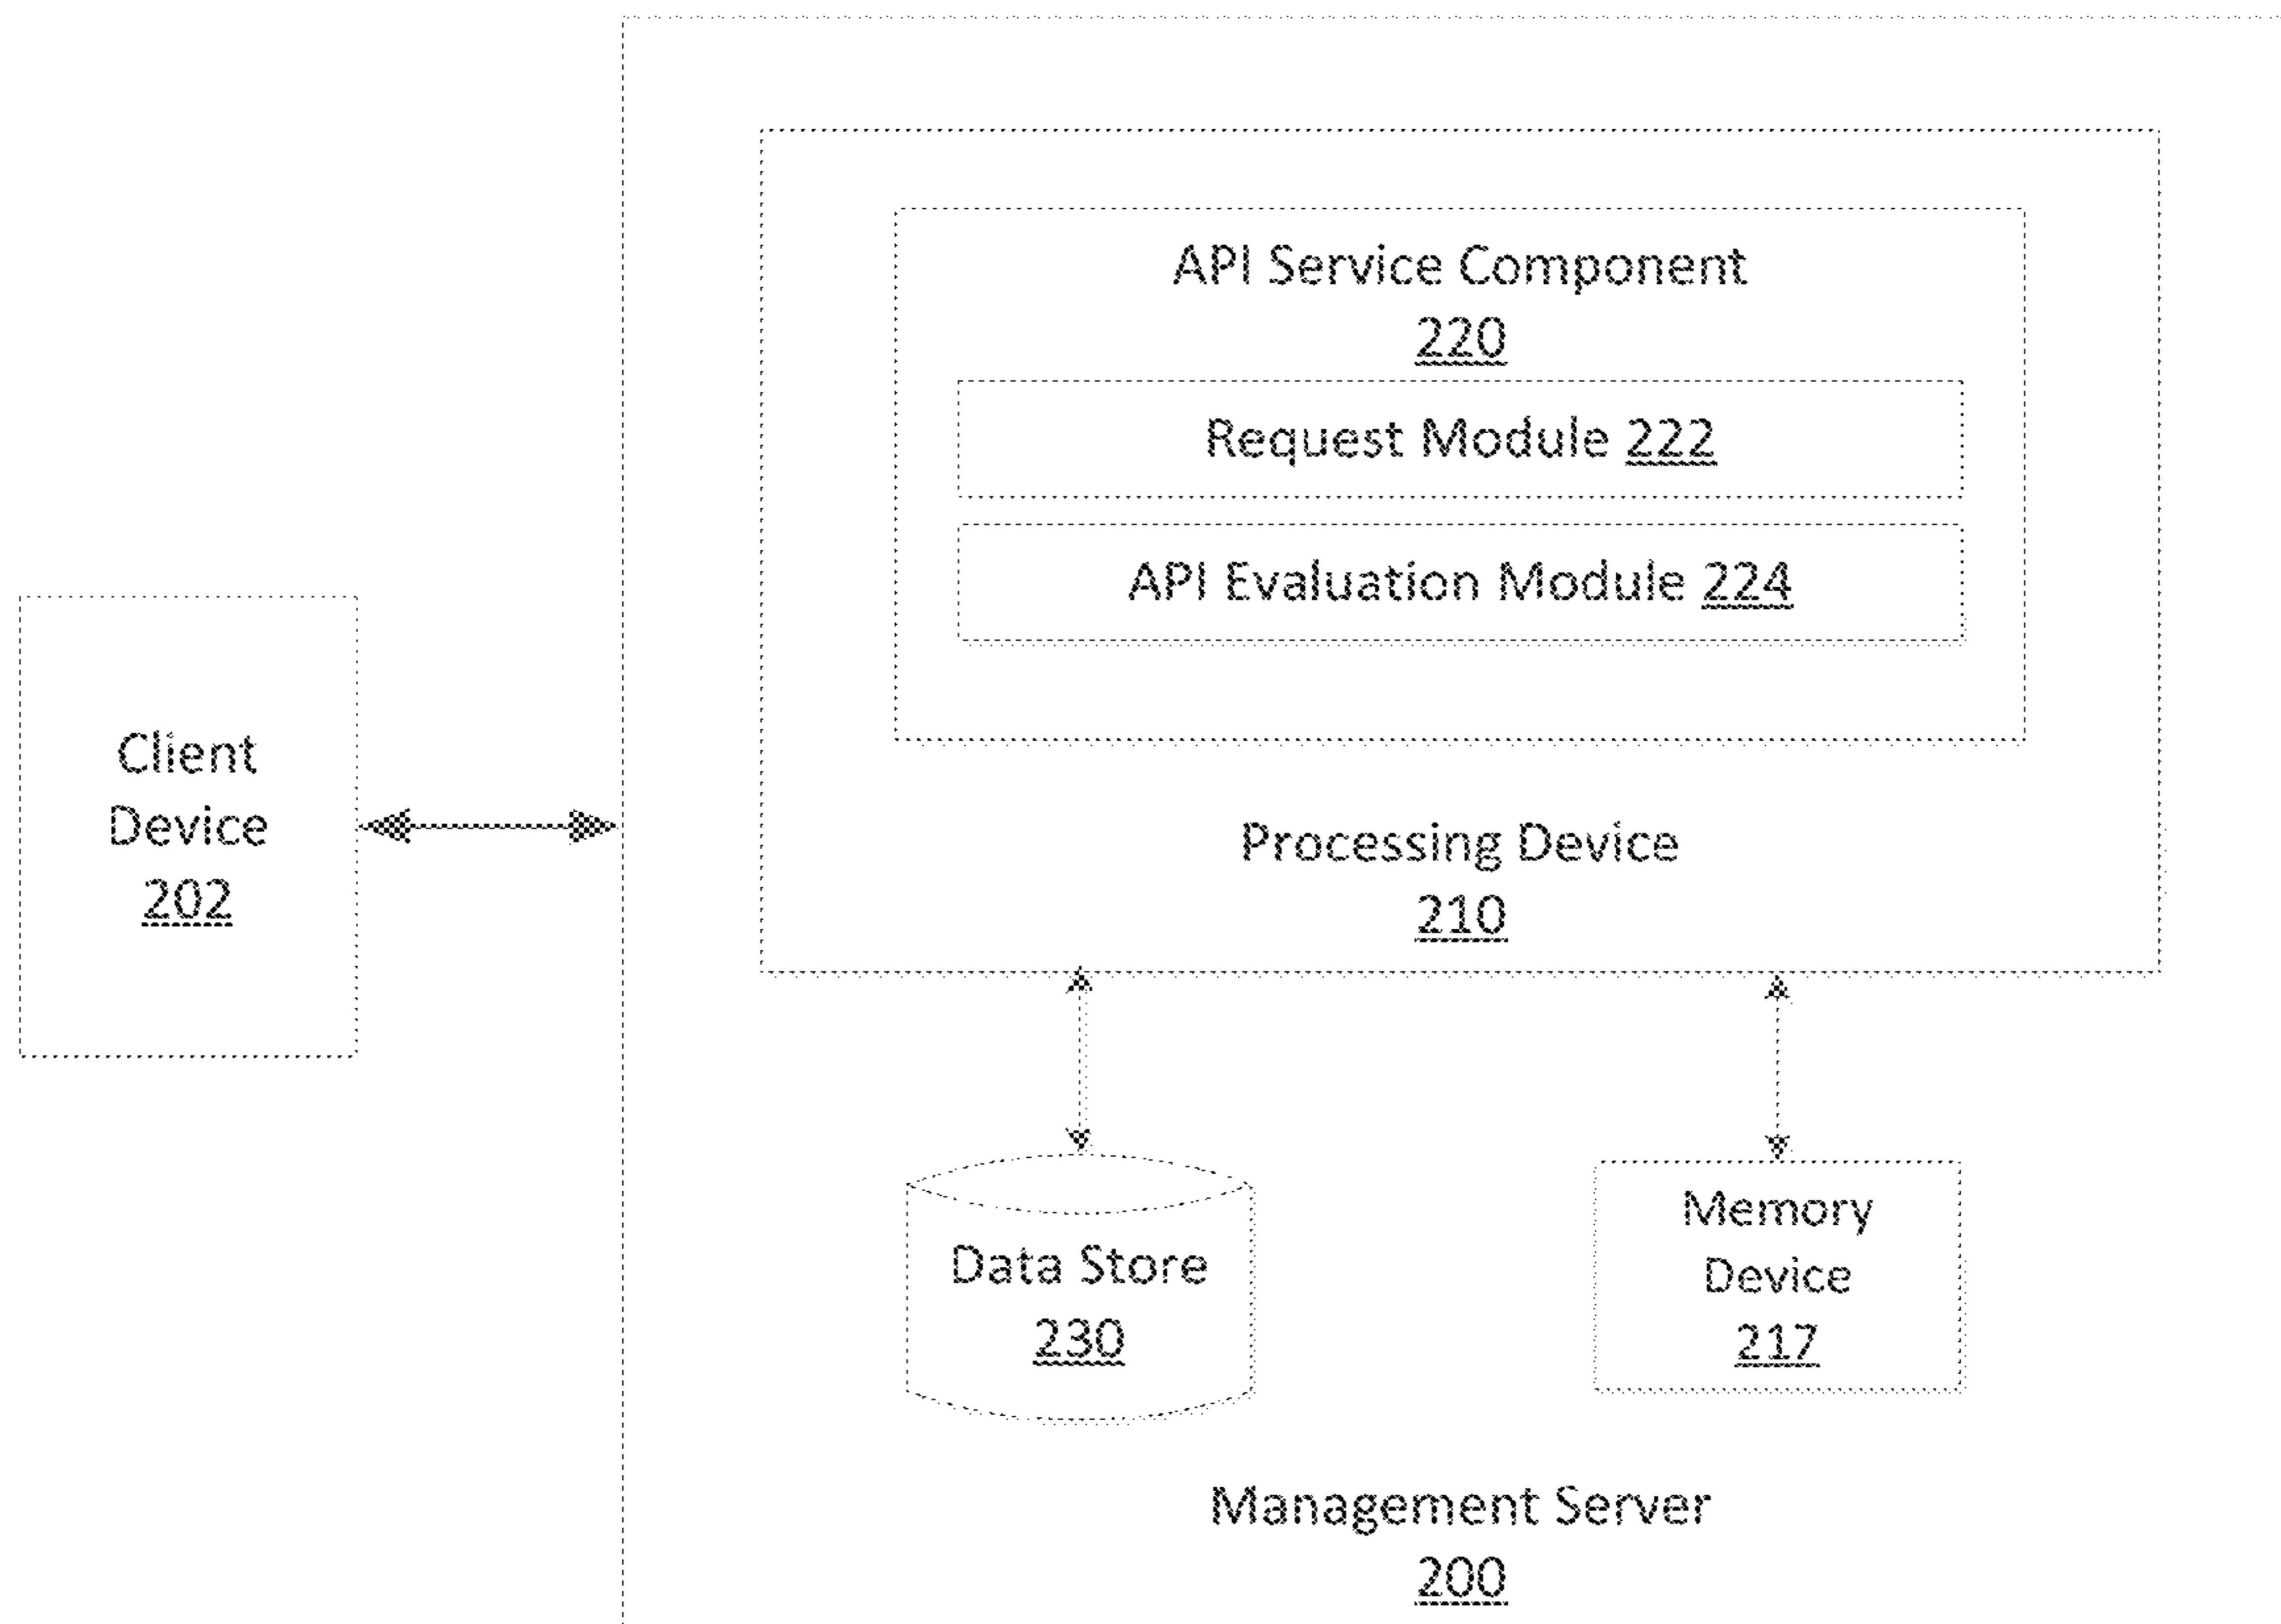 API Service Component
220
Request Module 222
API Evaluation Module 224
Client
Device
202
Processing Device
210
Data Store
230
Memory
Device
217
Management Server
200